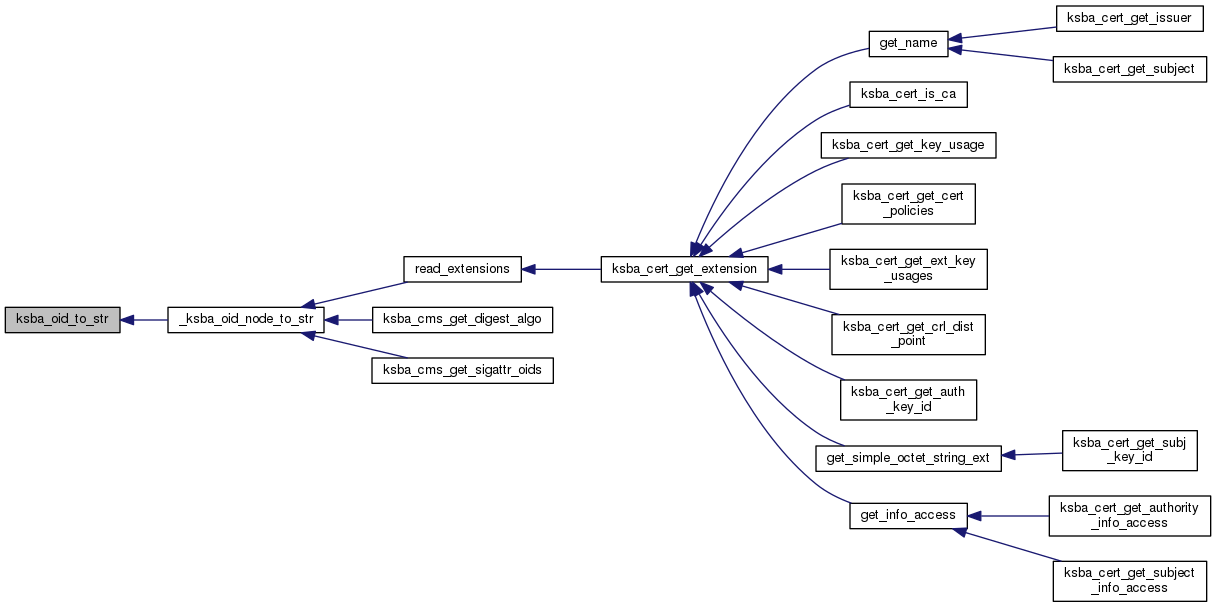 ksba_oid_to_str
_ksba_oid_node_to_str
read_extensions
ksba_cms_get_digest_algo
ksba_cms_get_sigattr_oids
ksba_cert_get_extension
get_name
ksba_cert_is_ca
ksba_cert_get_key_usage
ksba_cert_get_cert
_policies
ksba_cert_get_ext_key
_usages
ksba_cert_get_crl_dist
_point
ksba_cert_get_auth
_key_id
get_simple_octet_string_ext
get_info_access
ksba_cert_get_issuer
ksba_cert_get_subject
ksba_cert_get_subj
_key_id
ksba_cert_get_authority
_info_access
ksba_cert_get_subject
_info_access